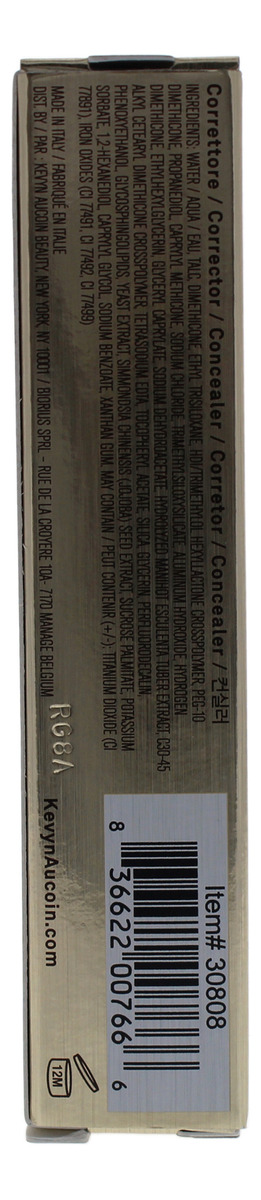 Correttore / Corrector / Concealer / Corretor / Concealer / 컨실러
INGREDIENTS: WATER / AQUA / EAU, TALC, DIMETHICONE, ETHYL TRISILOXANE, HDI/TRIMETHYLOL HEXYLLACTONE CROSSPOLYMER, PEG-10
DIMETHICONE, PROPANEDIOL, CAPRYLYL METHICONE, SODIUM CHLORIDE, TRIMETHYLSILOXYSILICATE, ALUMINUM HYDROXIDE, HYDROGEN
DIMETHICONE, ETHYLHEXYLGLYCERIN, GLYCERYL CAPRYLATE, SODIUM DEHYDROACETATE, HYDROLYZED MANIHOT ESCULENTA TUBER EXTRACT, C30-45
ALKYL CETEARYL DIMETHICONE CROSSPOLYMER, TETRASODIUM EDTA, TOCOPHERYL ACETATE, SILICA, GLYCERIN, PERFLUORODECALIN,
PHENOXYETHANOL, GLYCOSPHINGOLIPIDS, YEAST EXTRACT, SIMMONDSIA CHINENSIS (JOJOBA) SEED EXTRACT, SUCROSE PALMITATE, POTASSIUM
SORBATE, 1,2-HEXANEDIOL, CAPRYLYL GLYCOL, SODIUM BENZOATE, XANTHAN GUM, MAY CONTAIN / PEUT CONTENIR (+/-): TITANIUM DIOXIDE (CI
77891), IRON OXIDES (CI 77491, CI 77492, CI 77499)
MADE IN ITALY / FABRIQUÉ EN ITALIE
DIST. BY / PAR : KEVYN AUCOIN BEAUTY, NEW YORK, NY 10001 / BIORIUS SPRL - RUE DE LA CROYERE 10A- 7170 MANAGE BELGIUM
RG8A
KevynAucoin.com
Item# 30808
8 36622 00766 6
12M